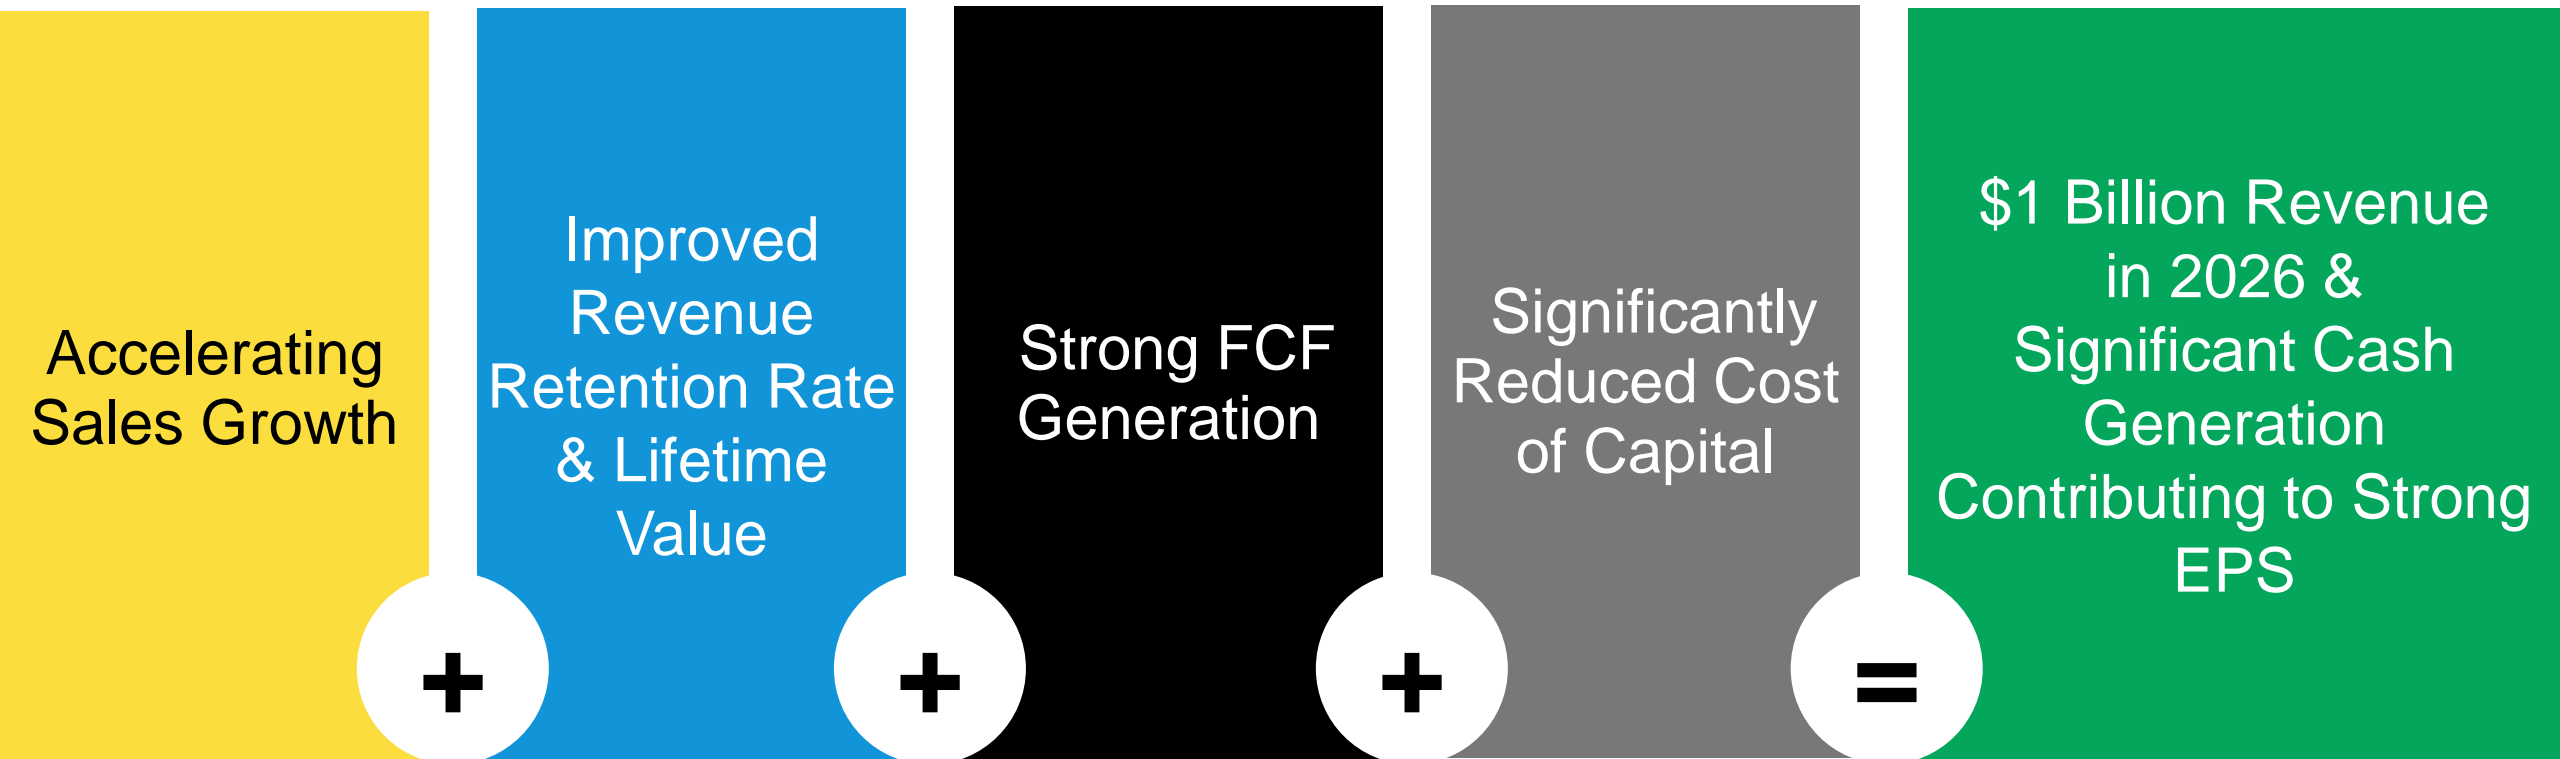 Accelerating
Sales Growth
+
Improved
Revenue
Retention Rate
& Lifetime
Value
+
Strong FCF
Generation
+
Significantly
Reduced Cost
of Capital
=
$1 Billion Revenue
in 2026 &
Significant Cash
Generation
Contributing to Strong
EPS